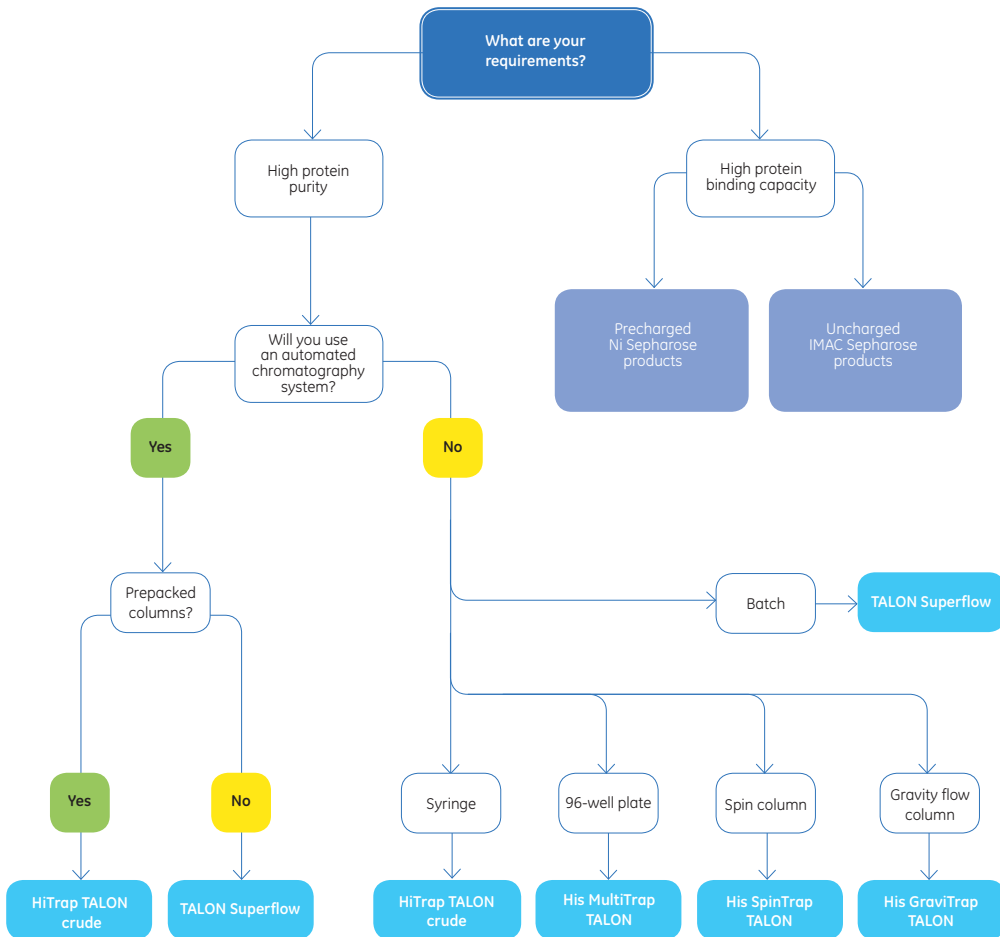 What are your
requirements?
High protein
purity
High protein
binding capacity
Precharged
Ni Sepharose
products
Uncharged
IMAC Sepharose
products
Will you use
an automated
chromatography
system?
Yes
No
Prepacked
columns?
Batch
TALON Superflow
Yes
No
Syringe
96-well plate
Spin column
Gravity flow
column
HiTrap TALON
crude
TALON Superflow
HiTrap TALON
crude
His MultiTrap
TALON
His SpinTrap
TALON
His GraviTrap
TALON